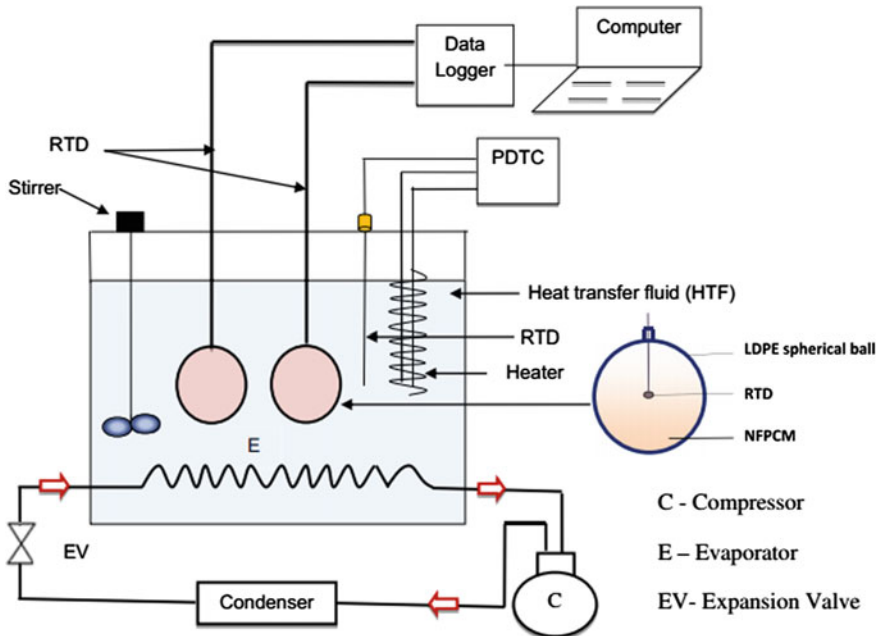 Computer
Data
Logger
RTD
PDTC
Stirrer
Heat transfer fluid (HTF)
RTD
Heater
LDPE spherical ball
RTD
NFPCM
E
EV
Condenser
C
C - Compressor
E – Evaporator
EV- Expansion Valve